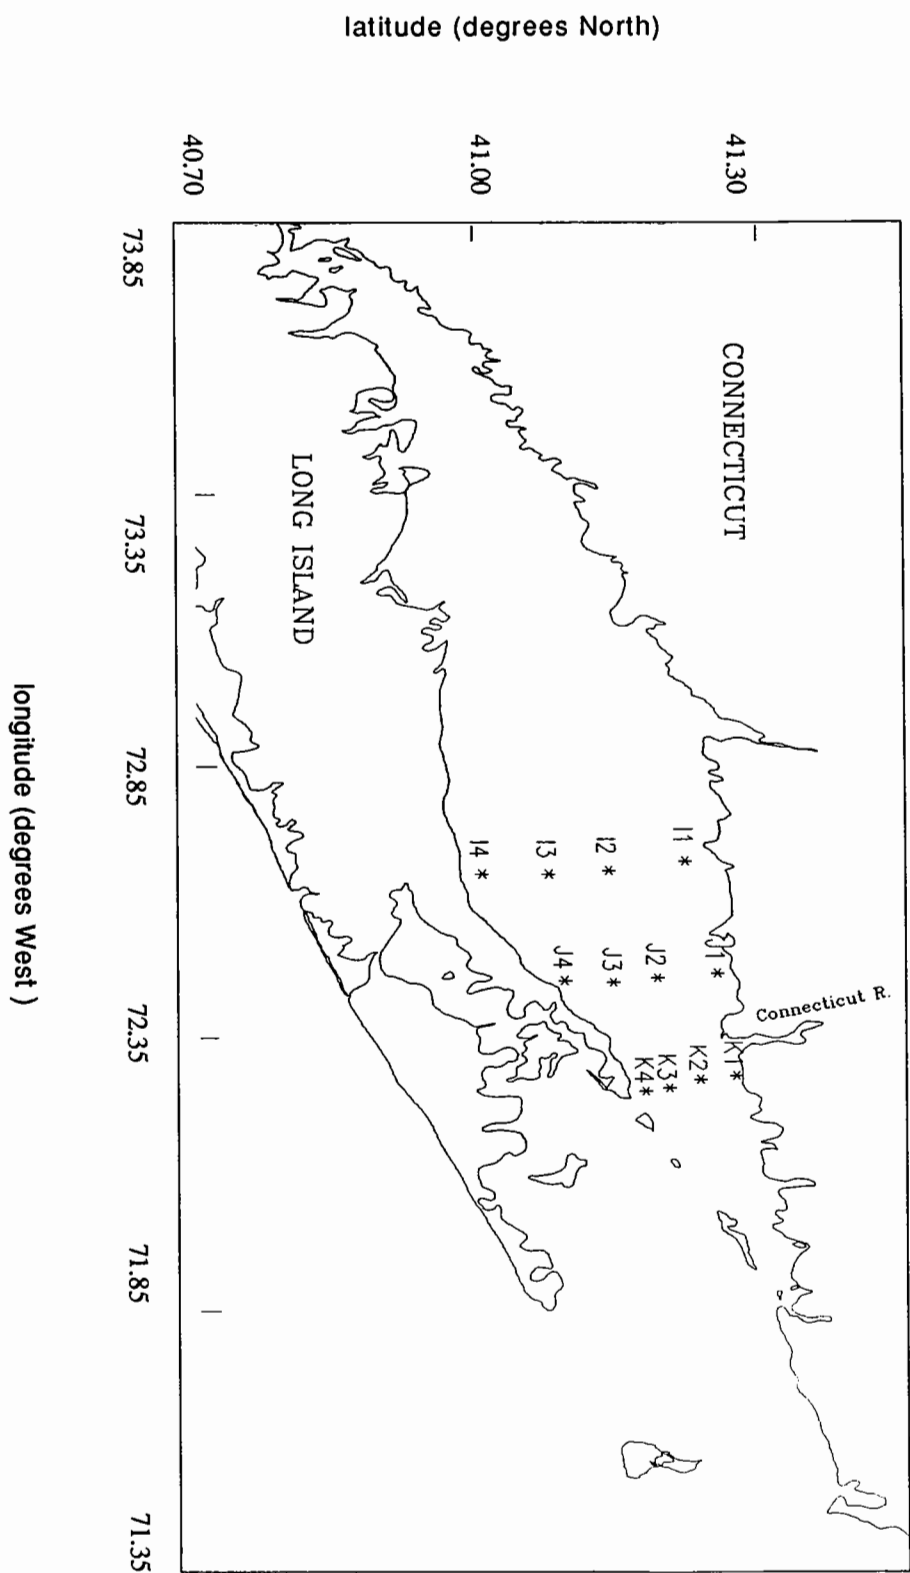 latitude (degrees North)
41.30
41.00
40.70
CONNECTICUT
LONG ISLAND
Connecticut R.
I1 *
I2 *
I3 *
I4 *
J1 *
J2 *
J3 *
J4 *
K1 *
K2 *
K3 *
K4 *
73.85
73.35
72.85
72.35
71.85
71.35
longitude (degrees West )